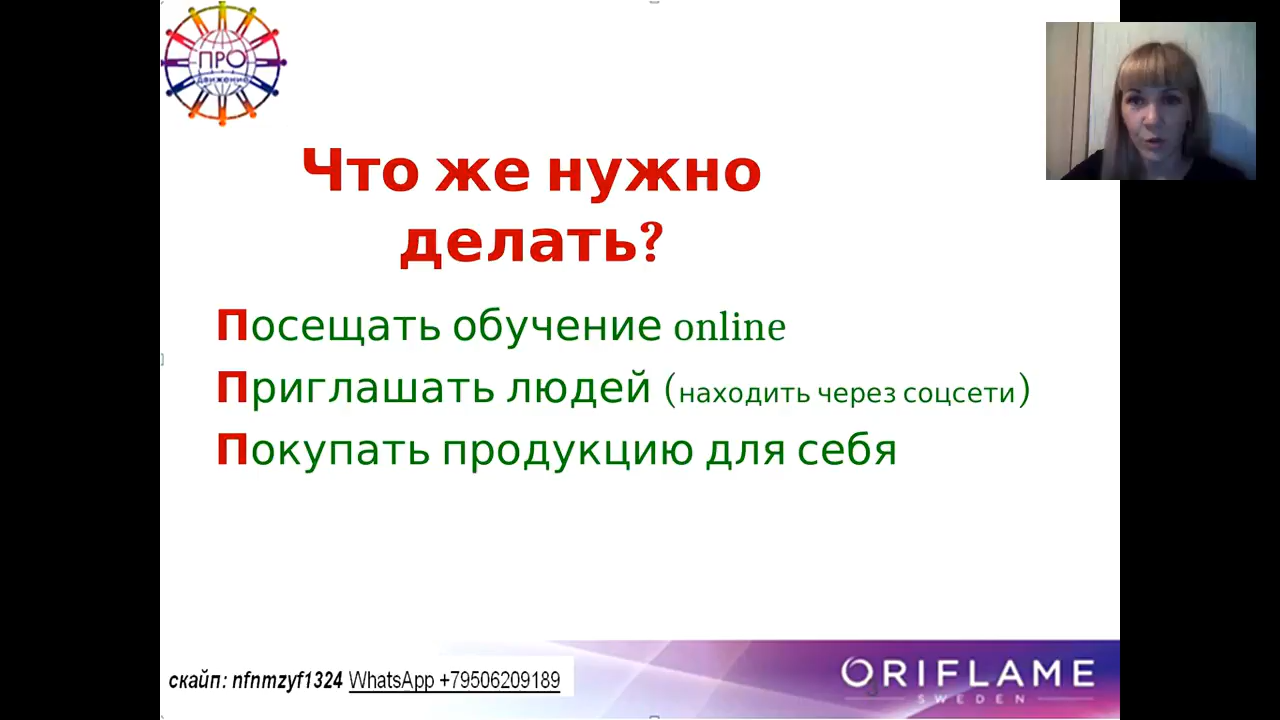 ПРО
движение
Что же нужно
делать?
Посещать обучение online
Приглашать людей (находить через соцсети)
Покупать продукцию для себя
скайп: nfnmzyf1324 WhatsApp +79506209189
ORIFLAME
SWEDEN
3